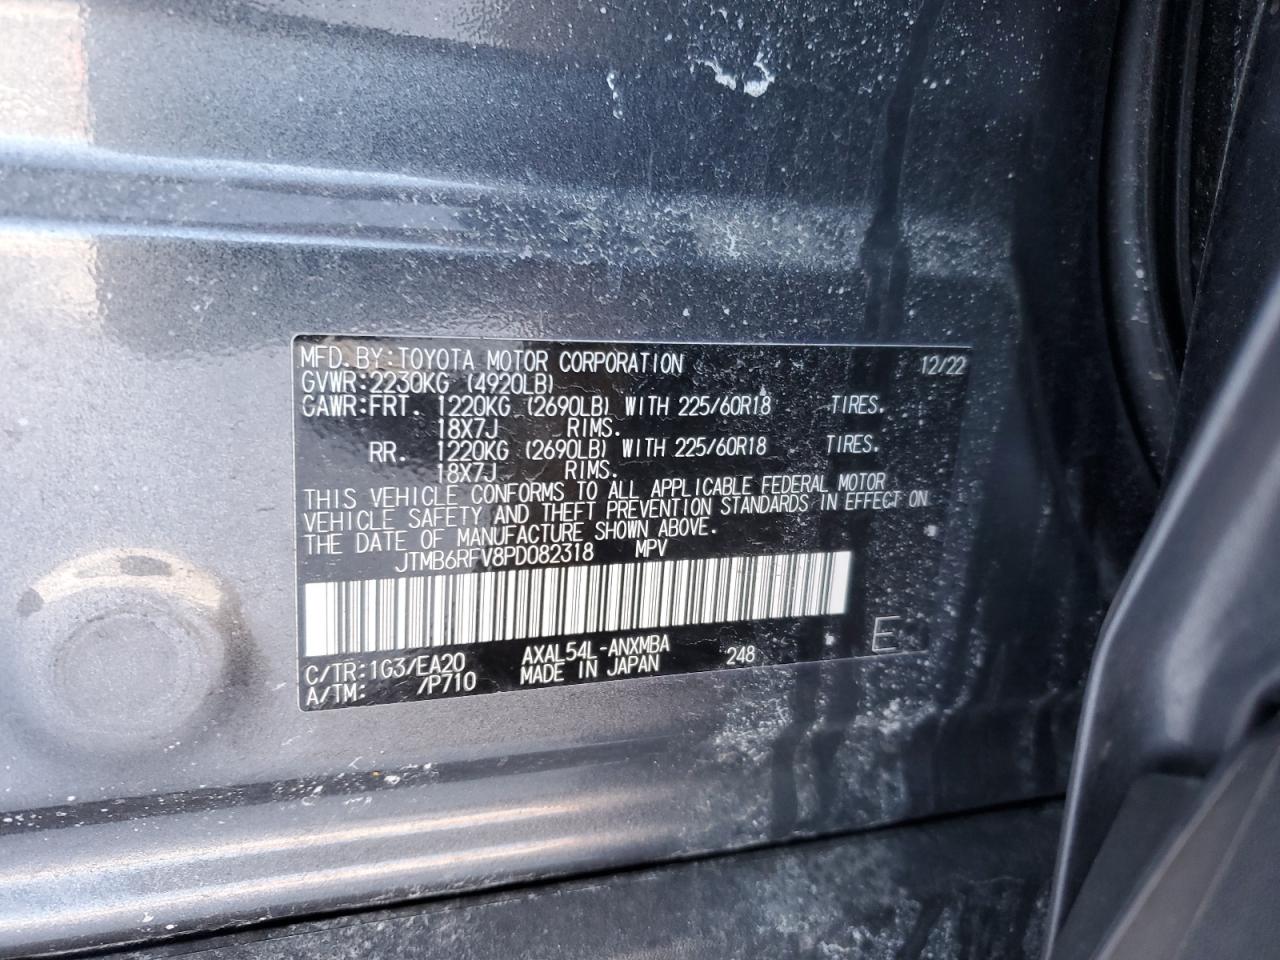 MFD. BY: TOYOTA MOTOR CORPORATION 12/22
GVWR:2230KG (4920LB)
GAWR:FRT. 1220KG (2690LB) WITH 225/60R18 TIRES.
18X7J RIMS.
RR. 1220KG (2690LB) WITH 225/60R18 TIRES.
18X7J RIMS.
THIS VEHICLE CONFORMS TO ALL APPLICABLE FEDERAL MOTOR
VEHICLE SAFETY AND THEFT PREVENTION STANDARDS IN EFFECT ON
THE DATE OF MANUFACTURE SHOWN ABOVE.
JTMB6RFV8PD082318 MPV
C/TR:1G3/EA20 AXAL54L-ANXMBA 248 E
A/TM: /P710 MADE IN JAPAN